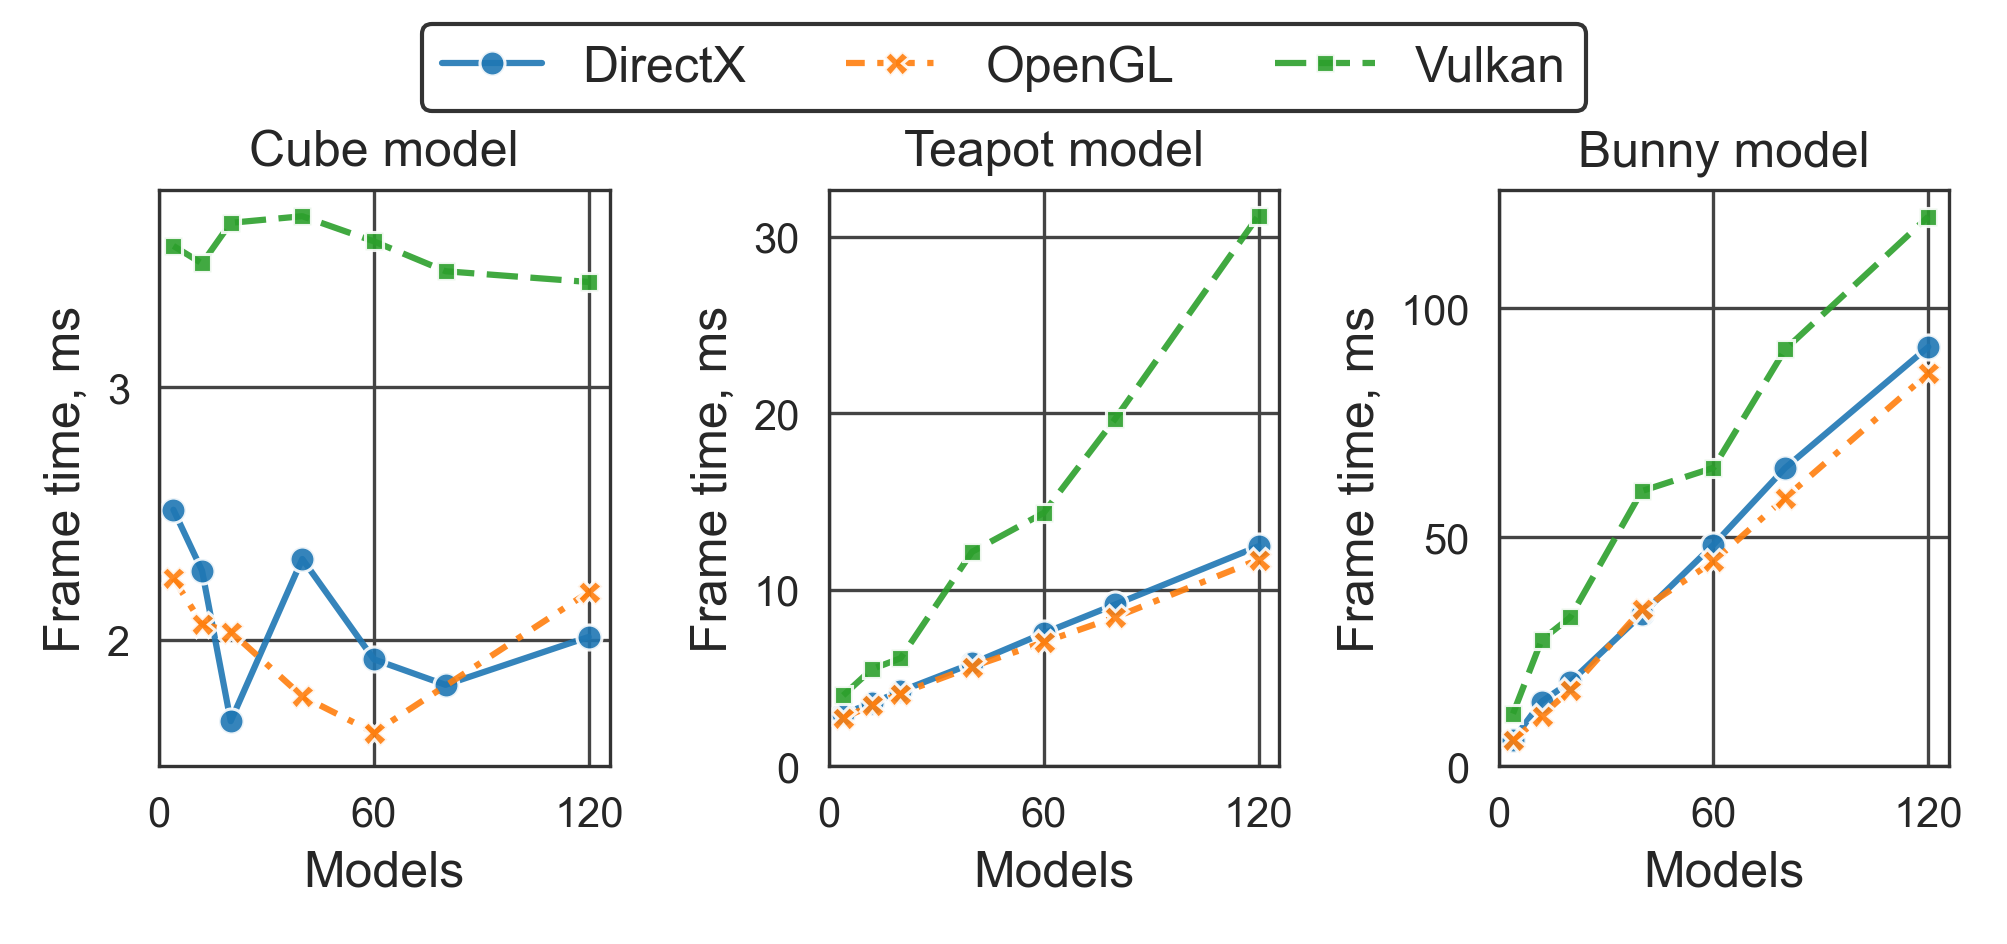 DirectX OpenGL Vulkan
Cube model
Frame time, ms
3
2
0 60 120
Models
Teapot model
Frame time, ms
30
20
10
0
0 60 120
Models
Bunny model
Frame time, ms
100
50
0
0 60 120
Models